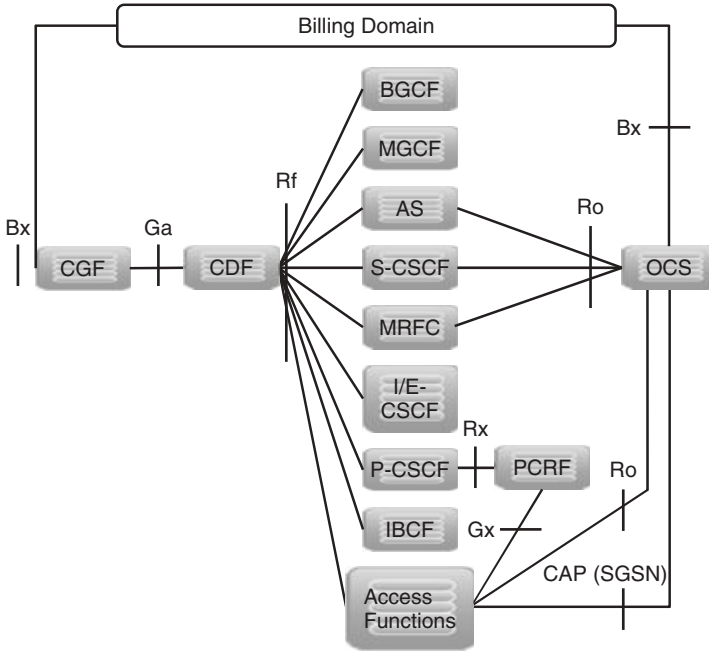 Billing Domain
BGCF
Bx
MGCF
Rf
AS
Ro
Bx
Ga
CGF
CDF
S-CSCF
OCS
MRFC
I/E-
CSCF
Rx
P-CSCF
PCRF
Ro
IBCF
Gx
CAP (SGSN)
Access
Functions